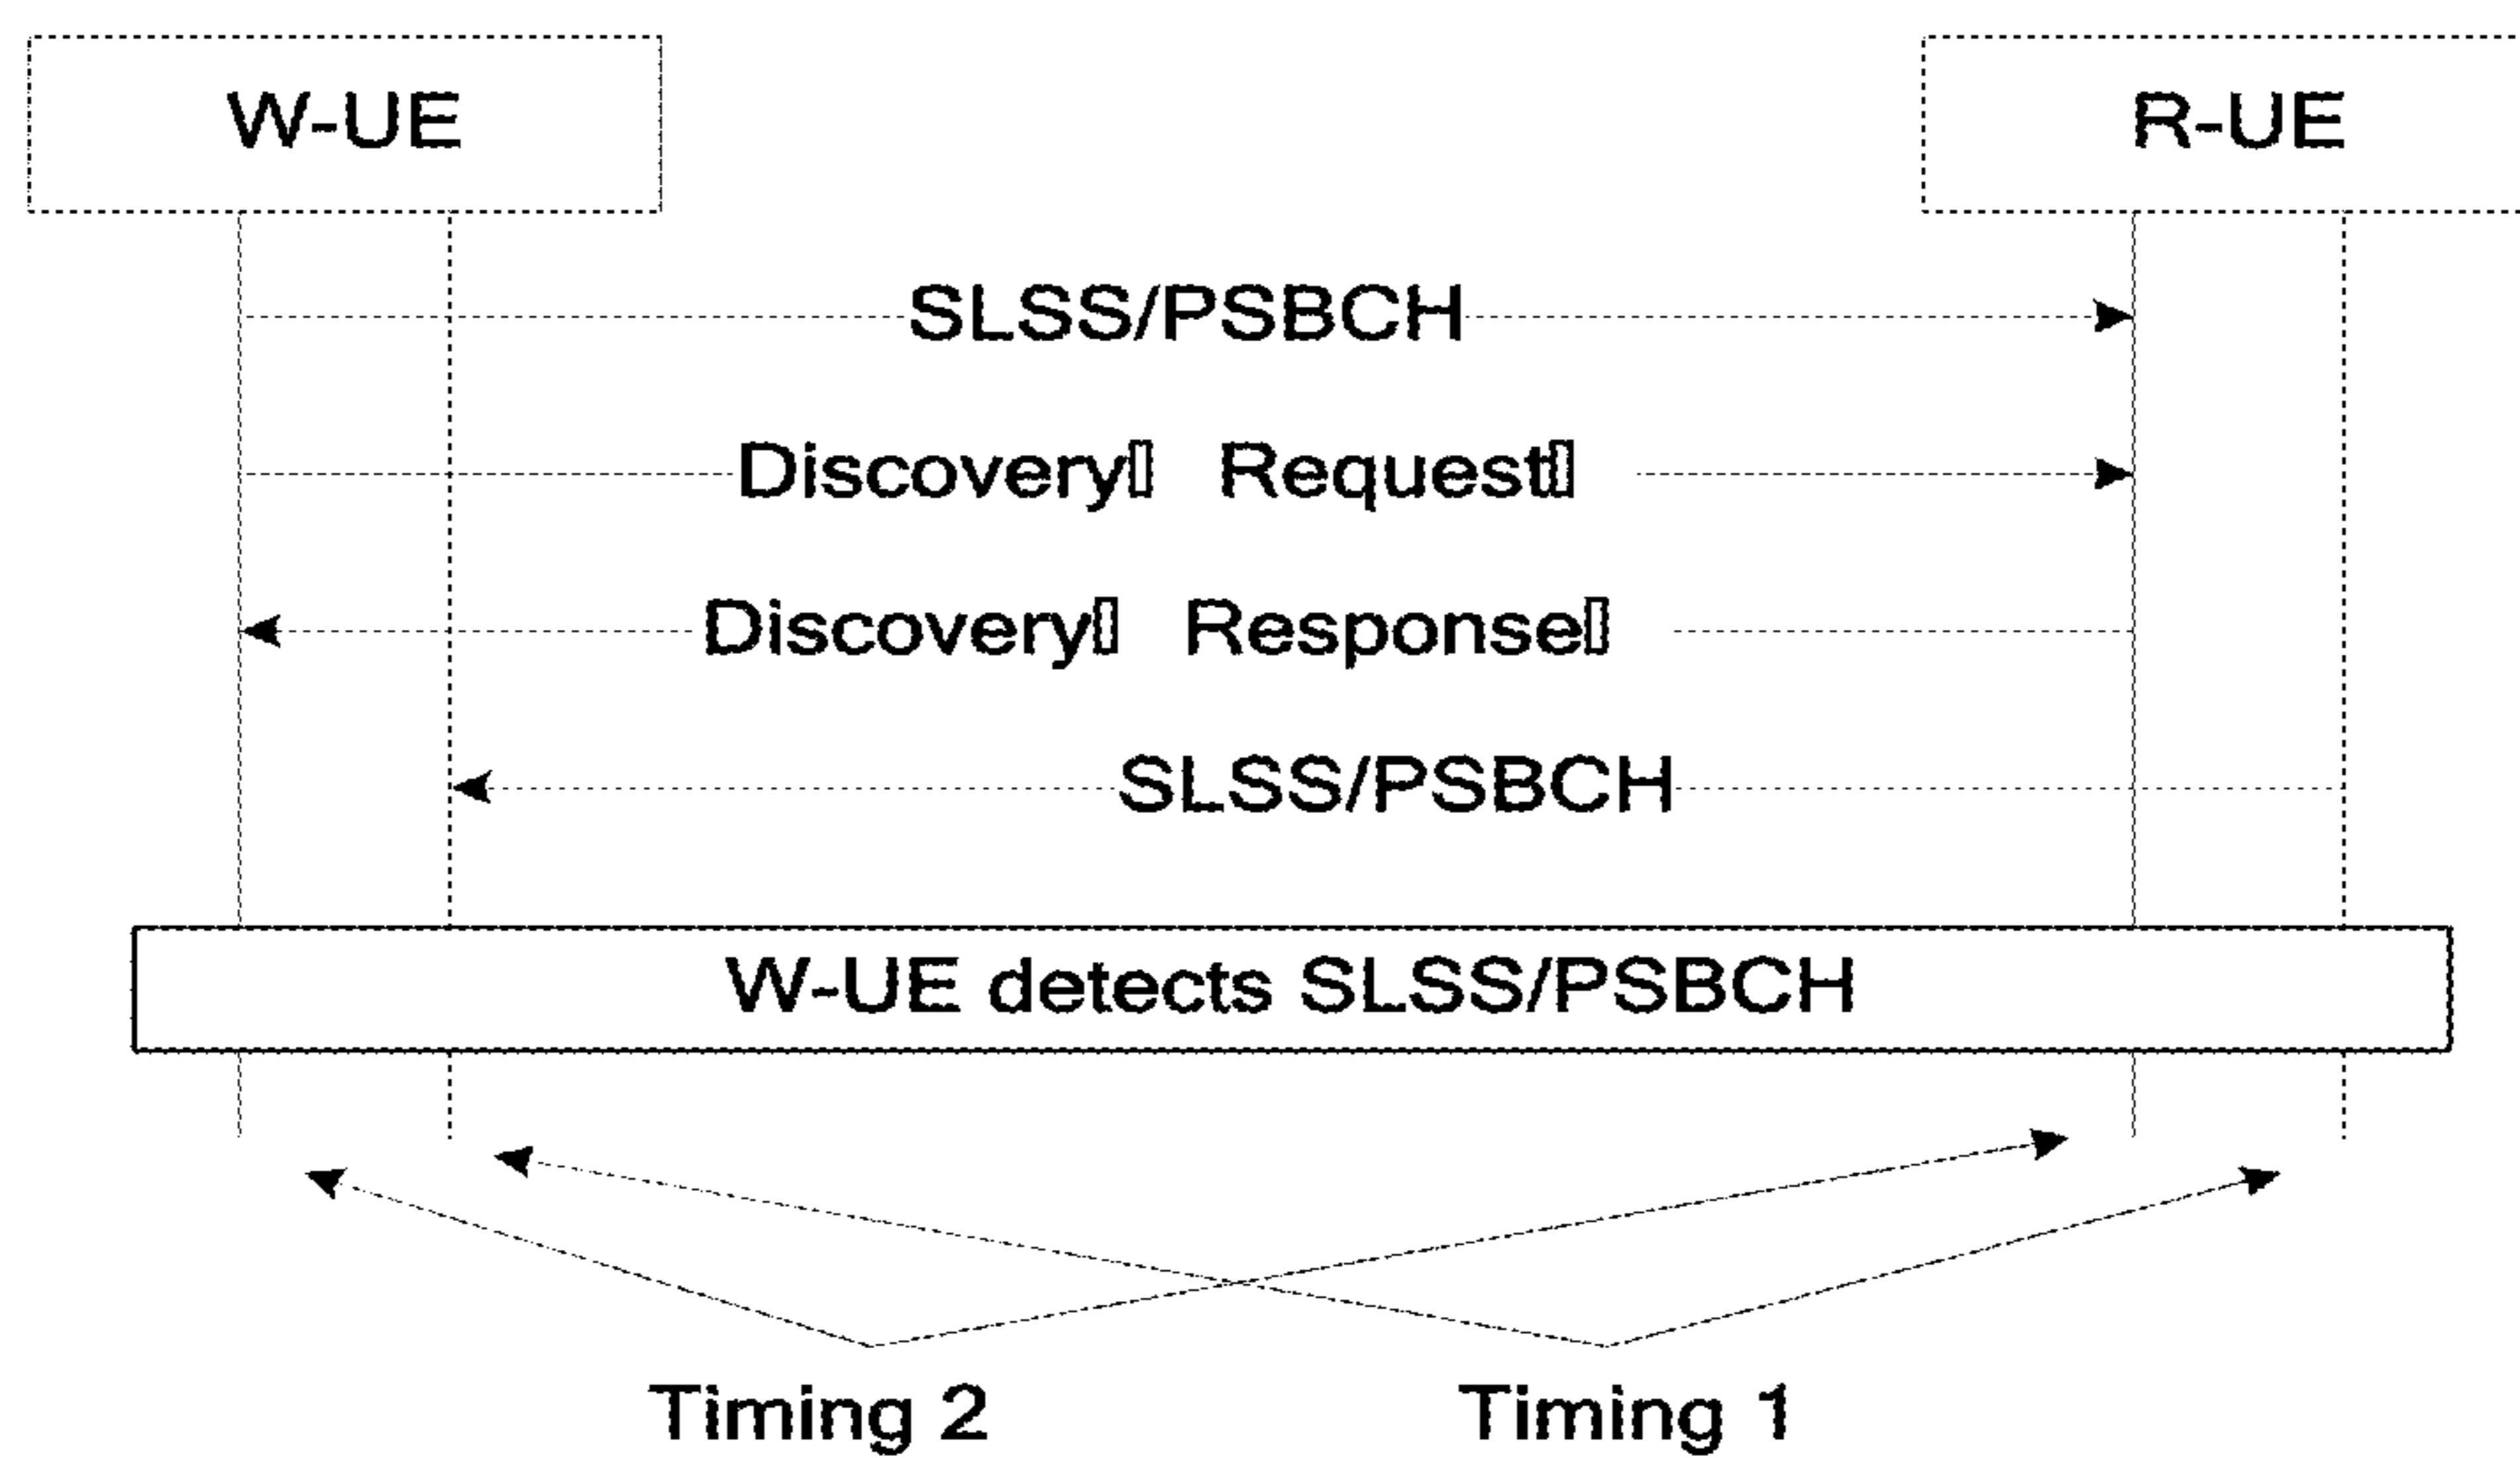 W-UE
R-UE
SLSS/PSBCH
Discovery▯ Request▯
Discovery▯ Response▯
SLSS/PSBCH
W-UE detects SLSS/PSBCH
Timing 2
Timing 1